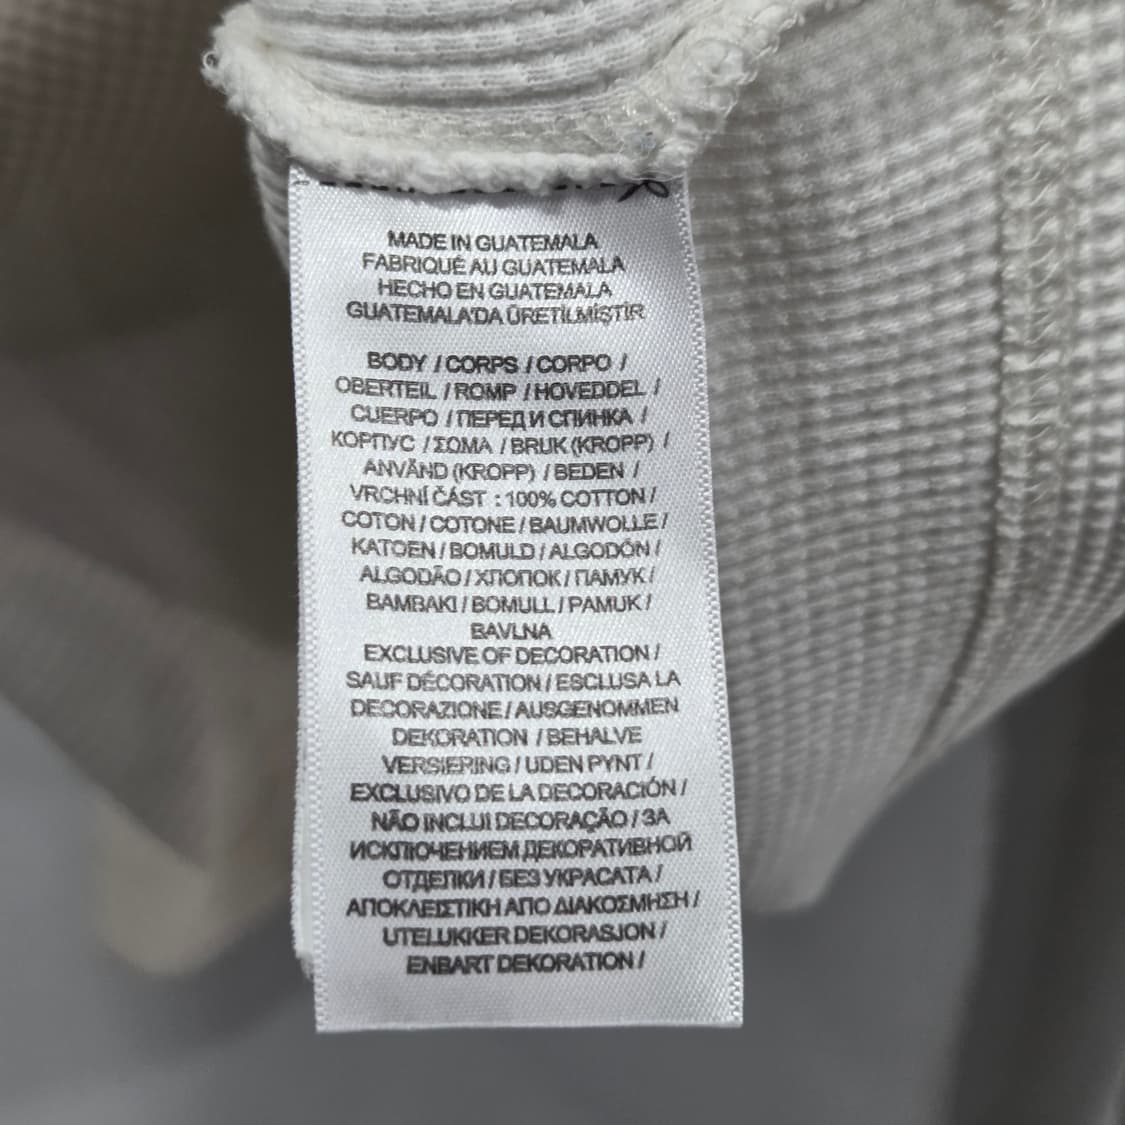 MADE IN GUATEMALA
FABRIQUÉ AU GUATEMALA
HECHO EN GUATEMALA
GUATEMALA'DA ÜRETİLMİŞTİR
BODY / CORPS / CORPO /
OBERTEIL / ROMP / HOVEDDEL /
CUERPO / ПЕРЕД И СПИНКА /
КОРПУС / ΣΩΜΑ / BRUK (KROPP) /
ANVÄND (KROPP) / BEDEN /
VRCHNÍ ČÁST : 100% COTTON /
COTON / COTONE / BAUMWOLLE /
KATOEN / BOMULD / ALGODÓN /
ALGODÃO / ХЛОПОК / ПАМУК /
BAMBAKI / BOMULL / PAMUK /
BAVLNA
EXCLUSIVE OF DECORATION /
SAUF DÉCORATION / ESCLUSA LA
DECORAZIONE / AUSGENOMMEN
DEKORATION / BEHALVE
VERSIERING / UDEN PYNT /
EXCLUSIVO DE LA DECORACIÓN /
NÃO INCLUI DECORAÇÃO / ЗА
ИСКЛЮЧЕНИЕМ ДЕКОРАТИВНОЙ
ОТДЕЛКИ / БЕЗ УКРАСАТА /
ΑΠΟΚΛΕΙΣΤΙΚΗ ΑΠΟ ΔΙΑΚΟΣΜΗΣΗ /
UTELUKKER DEKORASJON /
ENBART DEKORATION /